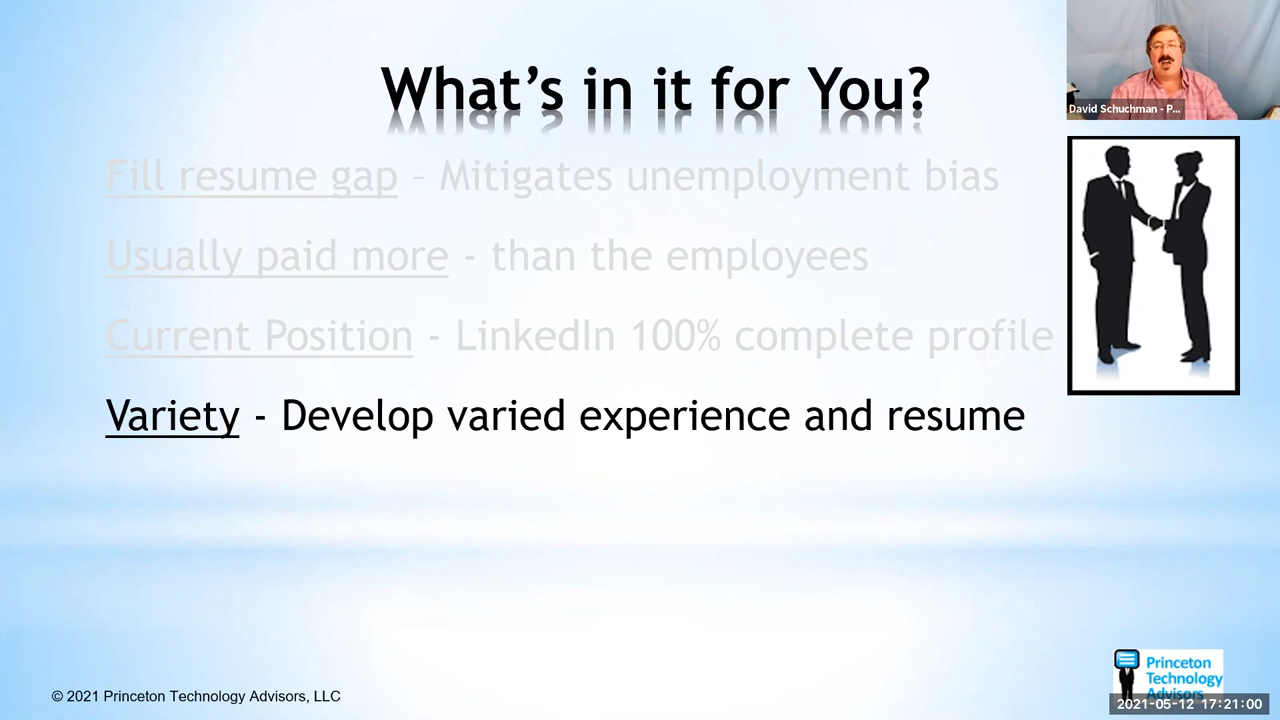 What's in it for You?
David Schuchman - P...
Fill resume gap – Mitigates unemployment bias
Usually paid more - than the employees
Current Position - LinkedIn 100% complete profile
Variety - Develop varied experience and resume
© 2021 Princeton Technology Advisors, LLC
Princeton
Technology
Advisors
2021-05-12 17:21:00